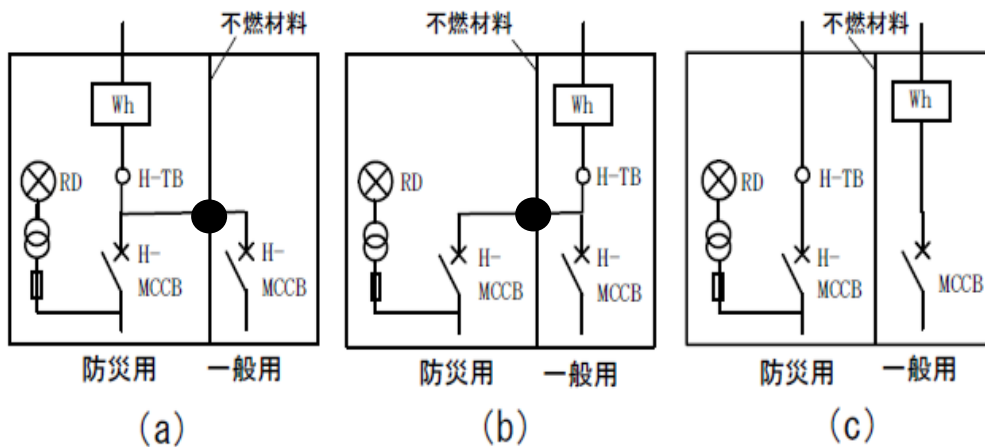 不燃材料
Wh
RD
H-TB
H-
MCCB
H-
MCCB
防災用
一般用
(a)
不燃材料
Wh
RD
H-TB
H-
MCCB
H-
MCCB
防災用
一般用
(b)
不燃材料
Wh
RD
H-TB
H-
MCCB
MCCB
防災用
一般用
(c)